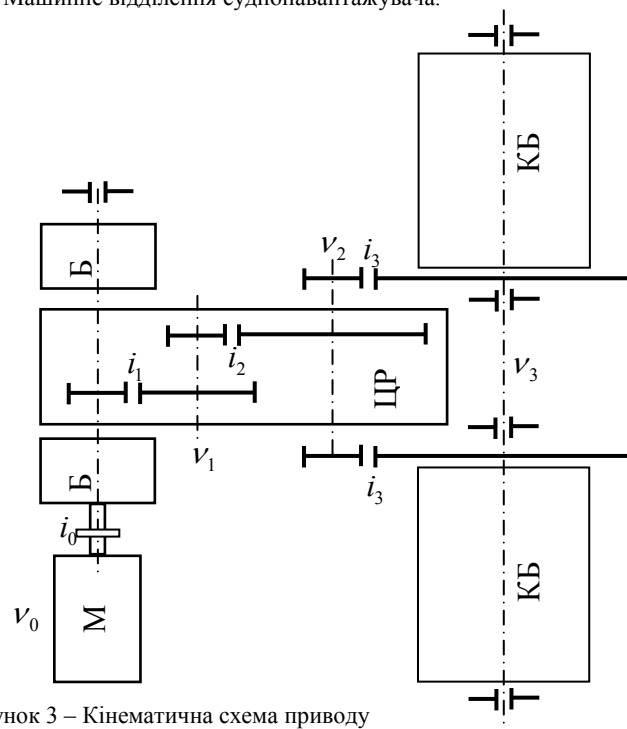 Машинне відділення суднонавантажувача.
КБ
ν₂ i₃
Б
i₂
i₁
ЦР
ν₃
ν₁
Б
i₃
i₀
ν₀
М
КБ
унок 3 – Кінематична схема приводу